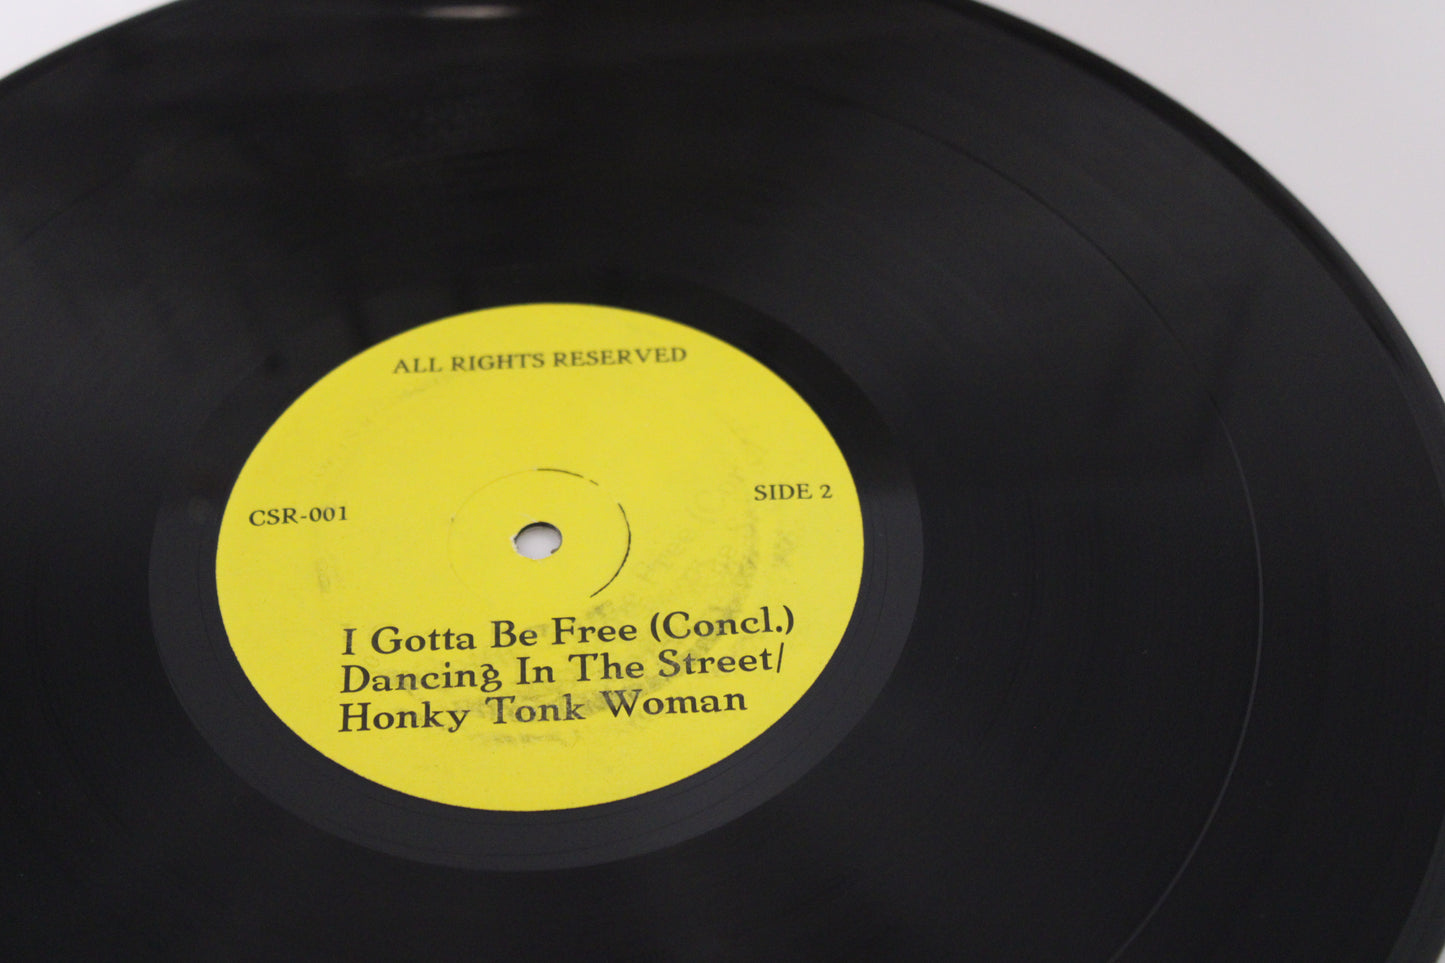 ALL RIGHTS RESERVED
CSR-001
SIDE 2
I Gotta Be Free (Concl.)
Dancing In The Street/
Honky Tonk Woman